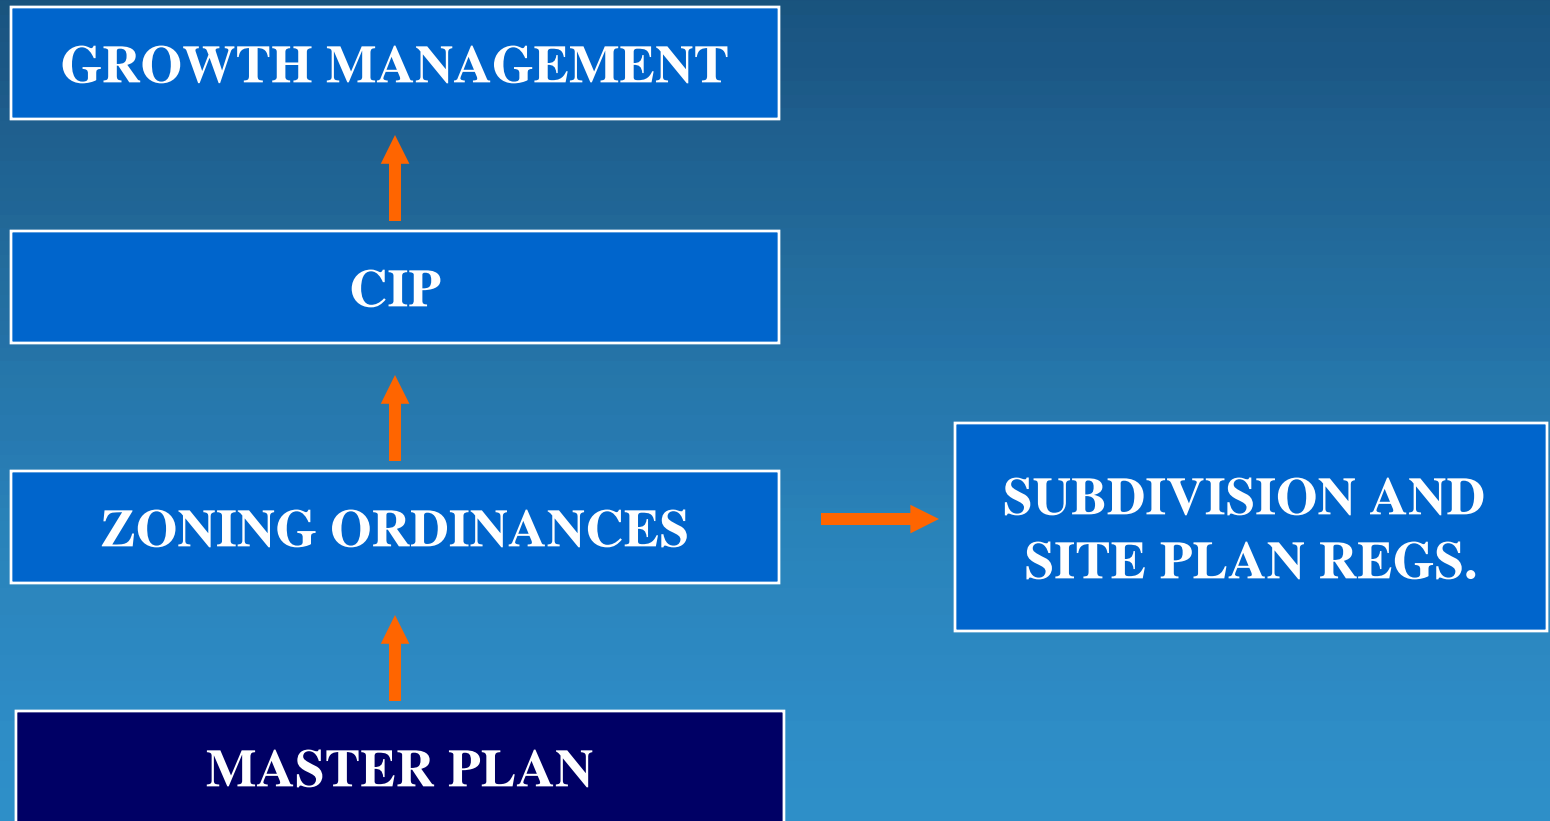 GROWTH MANAGEMENT
CIP
ZONING ORDINANCES
SUBDIVISION AND
SITE PLAN REGS.
MASTER PLAN